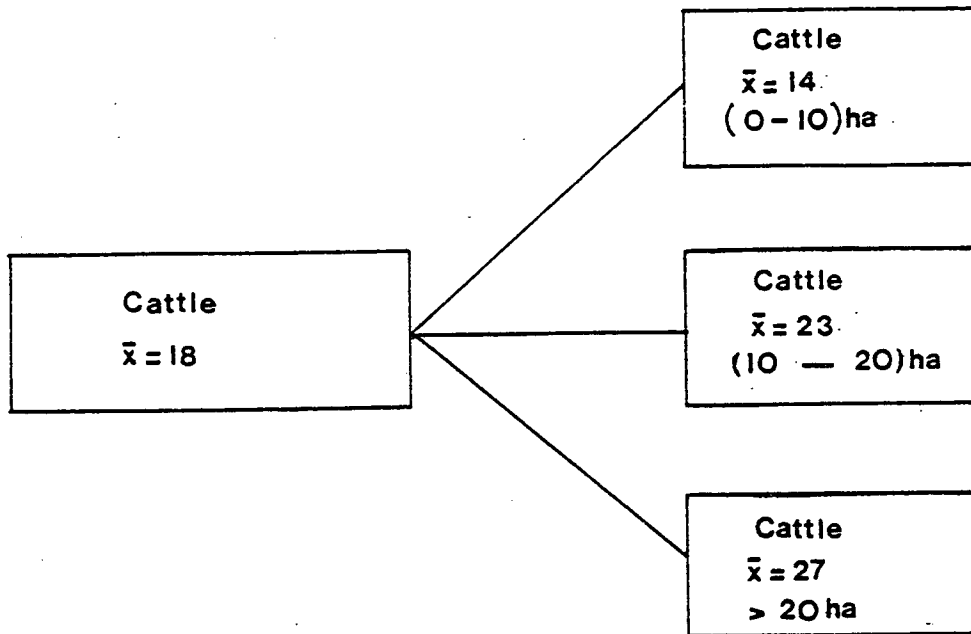 Cattle
x̄ = 14
(0 - 10) ha
Cattle
x̄ = 18
Cattle
x̄ = 23
(10 — 20) ha
Cattle
x̄ = 27
> 20 ha